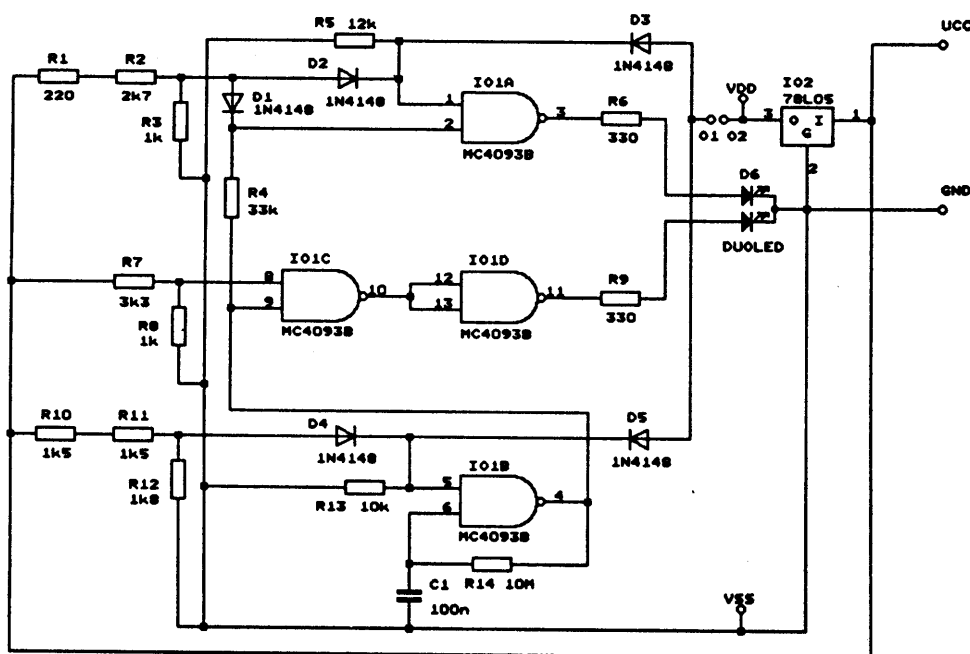 R5 12k
D3
1N4148
UCC
R1
220
R2
2k7
D2
1N4148
IO1A
1
2
3
MC4093B
R6
330
VDD
O1 O2
IO2
78L05
3
O
I
G
1
2
D1
1N4148
R3
1k
R4
33k
D6
DUOLED
GND
R7
3k3
R8
1k
IO1C
8
9
10
MC4093B
IO1D
12
13
11
MC4093B
R9
330
R10
1k5
R11
1k5
D4
1N4148
D5
1N4148
R12
1k8
R13 10k
IO1B
5
6
4
MC4093B
R14 10M
C1
100n
VSS